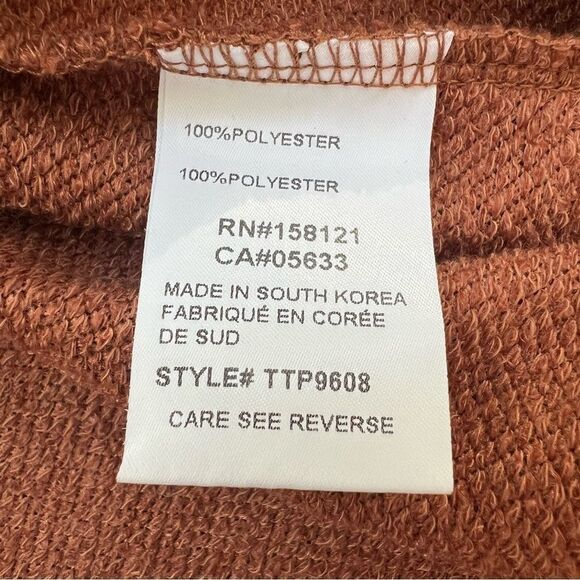 100%POLYESTER
100%POLYESTER
RN#158121
CA#05633
MADE IN SOUTH KOREA
FABRIQUÉ EN CORÉE
DE SUD
STYLE# TTP9608
CARE SEE REVERSE